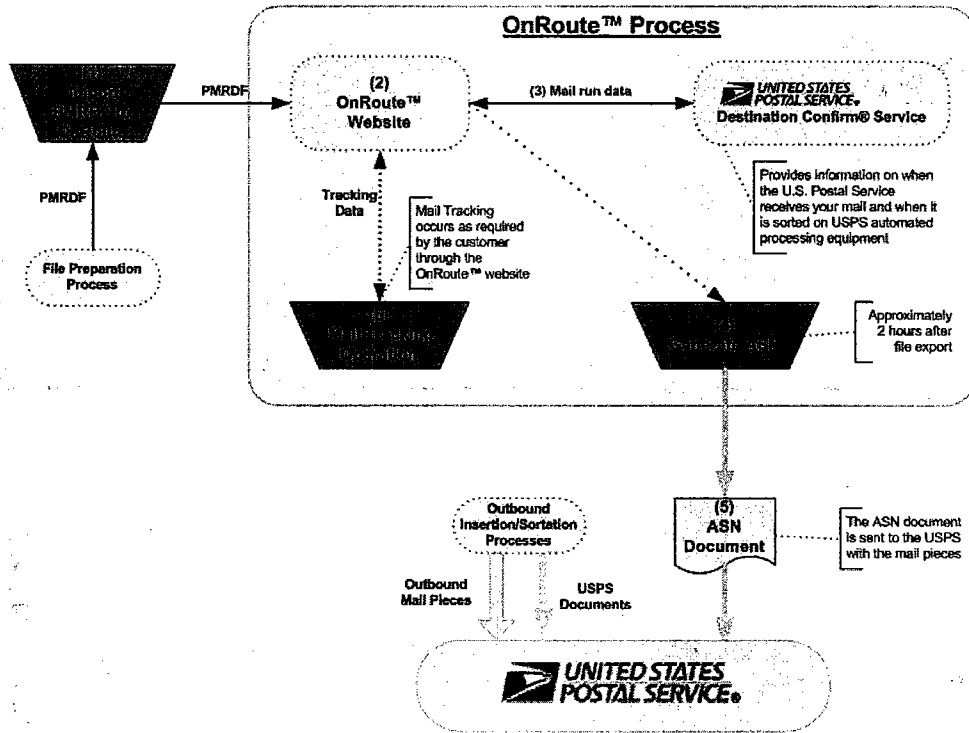 OnRoute™ Process
PMRDF
(2)
OnRoute™
Website
(3) Mail run data
UNITED STATES
POSTAL SERVICE®
Destination Confirm® Service
PMRDF
File Preparation
Process
Tracking
Data
Mail Tracking
occurs as required
by the customer
through the
OnRoute™ website
Provides information on when
the U.S. Postal Service
receives your mail and when it
is sorted on USPS automated
processing equipment
Approximately
2 hours after
file export
Outbound
Insertion/Sortation
Processes
(5)
ASN
Document
The ASN document
is sent to the USPS
with the mail pieces
Outbound
Mail Pieces
USPS
Documents
UNITED STATES
POSTAL SERVICE®